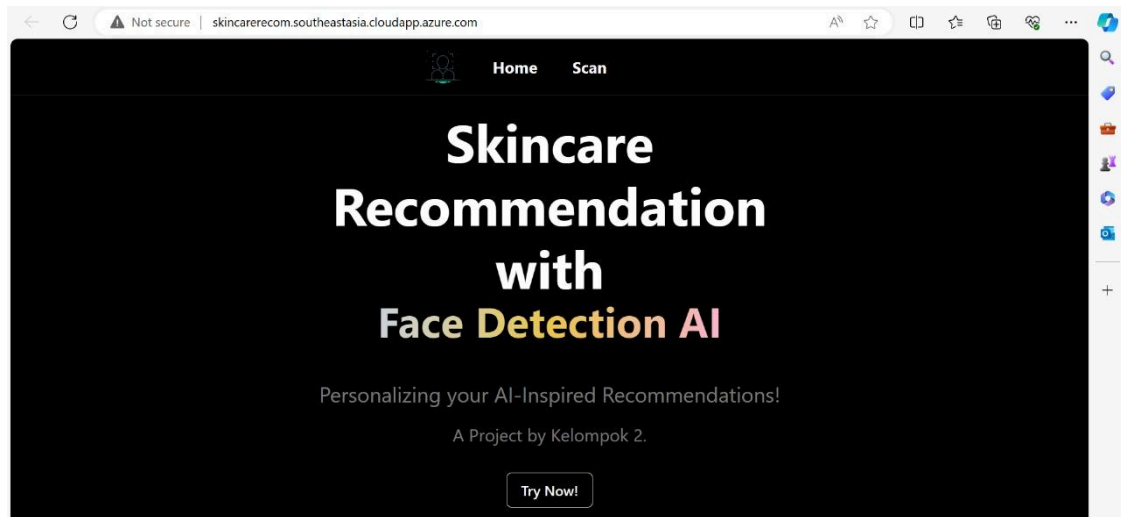 Not secure | skincarerecom.southeastasia.cloudapp.azure.com
Home Scan
Skincare
Recommendation
with
Face Detection AI
Personalizing your AI-Inspired Recommendations!
A Project by Kelompok 2.
Try Now!